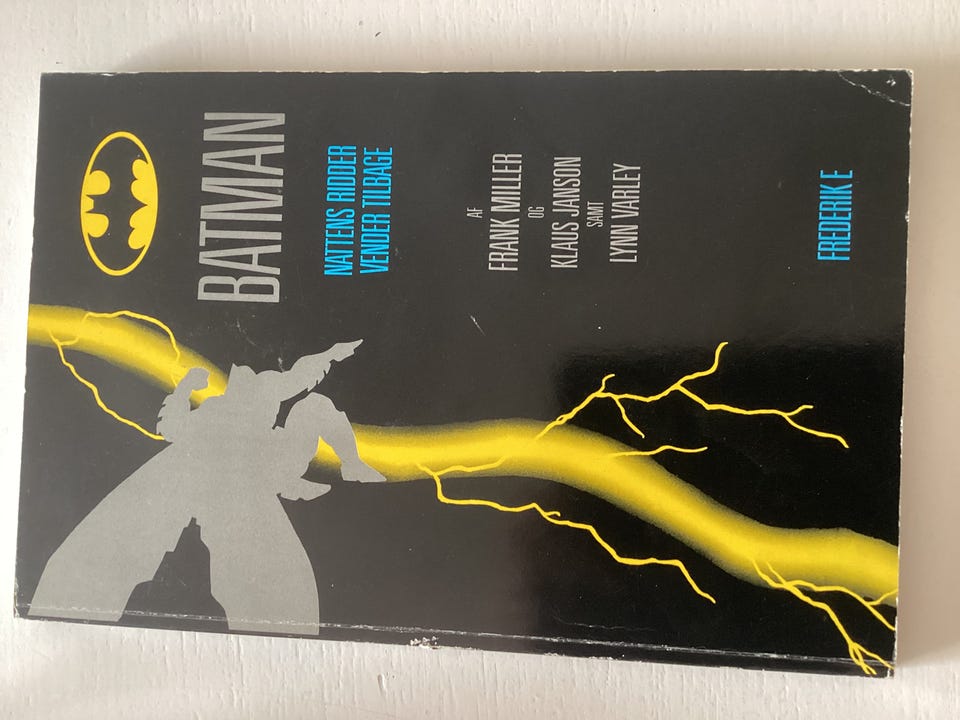 BATMAN
NATTENS RIDDER
VENDER TILBAGE
AF
FRANK MILLER
OG
KLAUS JANSON
SAMT
LYNN VARLEY
FREDERIK E